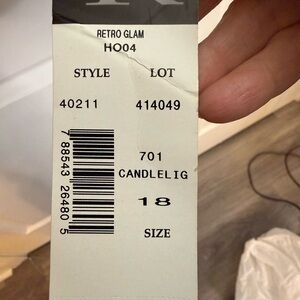 RETRO GLAM
HO04
STYLE LOT
40211 414049
701
CANDLELIG
18
SIZE
7 88543 26480 5